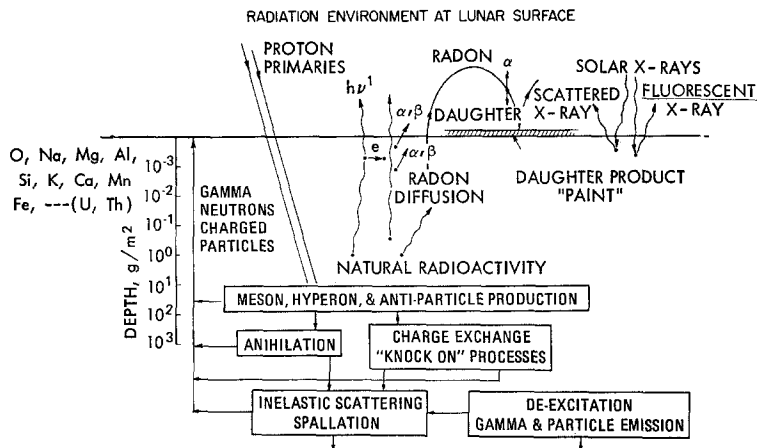 RADIATION ENVIRONMENT AT LUNAR SURFACE
PROTON
PRIMARIES
hν¹
α,β
α,β
e
RADON
α
DAUGHTER
SCATTERED
X-RAY
SOLAR X-RAYS
FLUORESCENT
X-RAY
O, Na, Mg, Al,
Si, K, Ca, Mn
Fe, ---(U, Th)
DEPTH, g/m²
10⁻³
10⁻²
10⁻¹
10⁰
10¹
10²
10³
GAMMA
NEUTRONS
CHARGED
PARTICLES
RADON
DIFFUSION
DAUGHTER PRODUCT
"PAINT"
NATURAL RADIOACTIVITY
MESON, HYPERON, & ANTI-PARTICLE PRODUCTION
ANIHILATION
CHARGE EXCHANGE
"KNOCK ON" PROCESSES
INELASTIC SCATTERING
SPALLATION
DE-EXCITATION
GAMMA & PARTICLE EMISSION